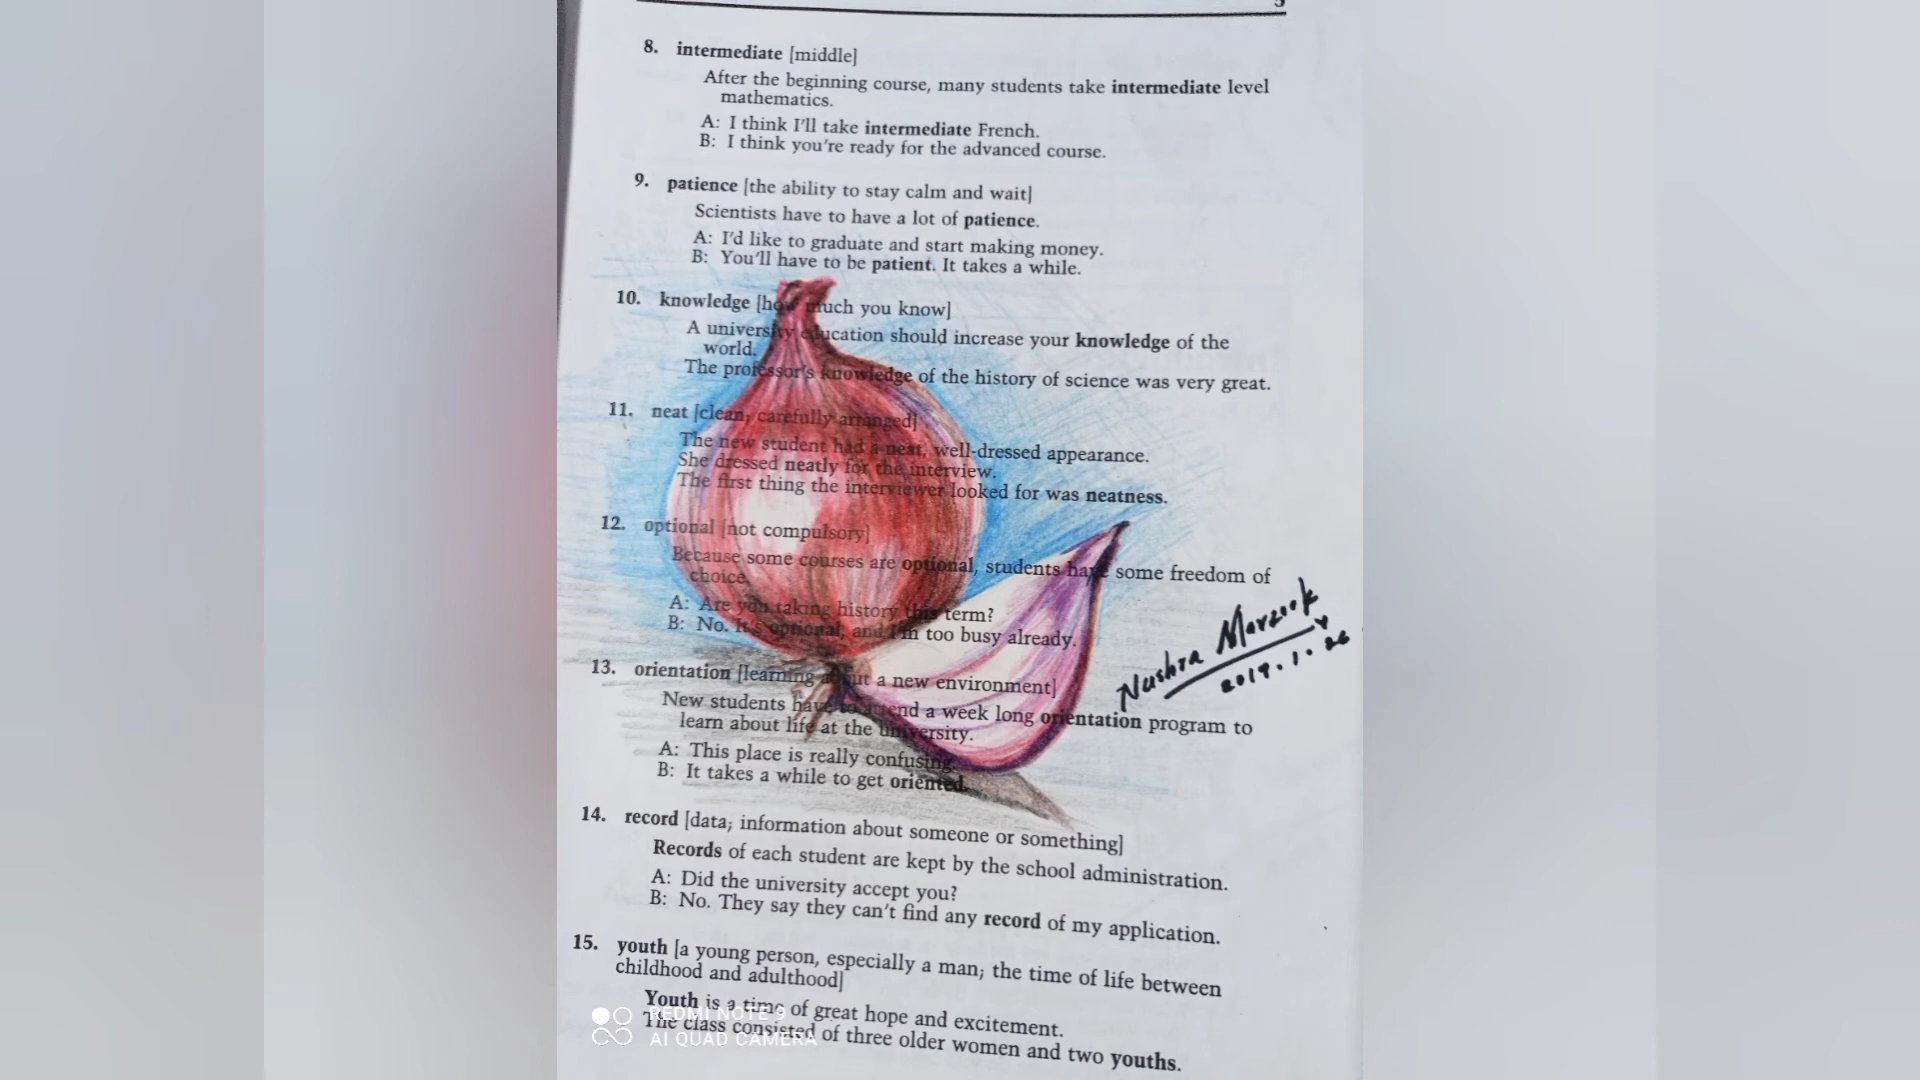 8. intermediate [middle]
After the beginning course, many students take intermediate level
mathematics.
A: I think I'll take intermediate French.
B: I think you're ready for the advanced course.
9. patience [the ability to stay calm and wait]
Scientists have to have a lot of patience.
A: I'd like to graduate and start making money.
B: You'll have to be patient. It takes a while.
10. knowledge [how much you know]
A university education should increase your knowledge of the
world.
The professor's knowledge of the history of science was very great.
11. neat [clean, carefully arranged]
The new student had a neat, well-dressed appearance.
She dressed neatly for the interview.
The first thing the interviewer looked for was neatness.
12. optional [not compulsory]
Because some courses are optional, students have some freedom of
choice.
A: Are you taking history this term?
B: No. It's optional, and I'm too busy already.
Nushra Marzook
2019.1.26
13. orientation [learning about a new environment]
New students have to attend a week long orientation program to
learn about life at the university.
A: This place is really confusing.
B: It takes a while to get oriented.
14. record [data; information about someone or something]
Records of each student are kept by the school administration.
A: Did the university accept you?
B: No. They say they can't find any record of my application.
15. youth [a young person, especially a man; the time of life between
childhood and adulthood]
Youth is a time of great hope and excitement.
The class consisted of three older women and two youths.
REDMI NOTE 9
AI QUAD CAMERA